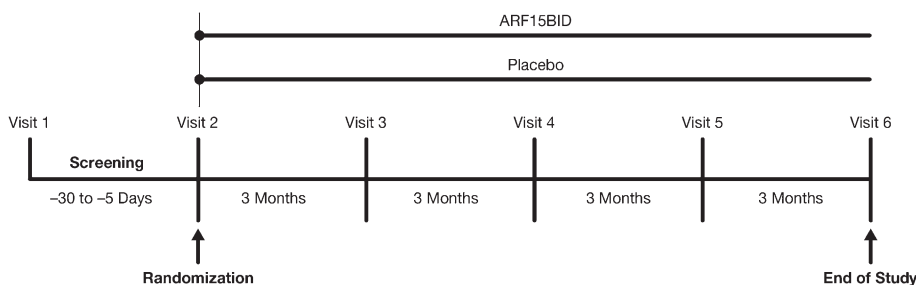 ARF15BID
Placebo
Visit 1 Visit 2 Visit 3 Visit 4 Visit 5 Visit 6
Screening
–30 to –5 Days 3 Months 3 Months 3 Months 3 Months
Randomization End of Study